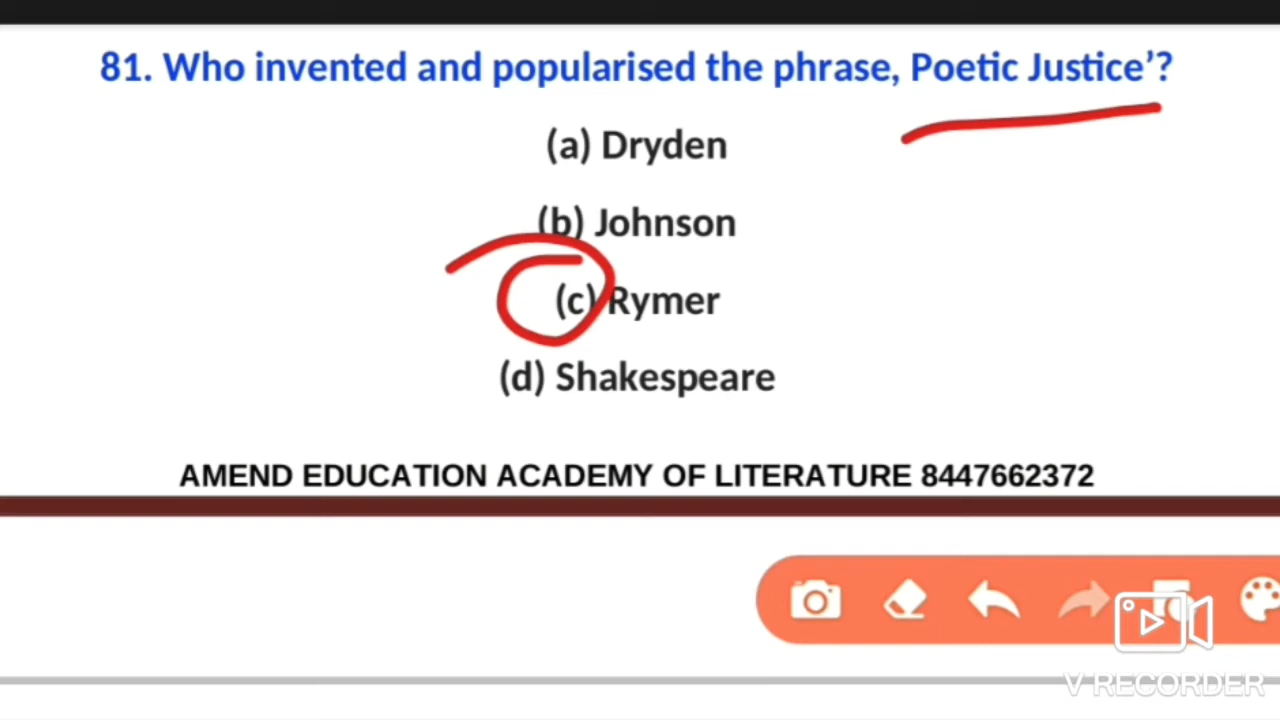 81. Who invented and popularised the phrase, Poetic Justice’?
(a) Dryden
(b) Johnson
(c) Rymer
(d) Shakespeare
AMEND EDUCATION ACADEMY OF LITERATURE 8447662372
V RECORDER